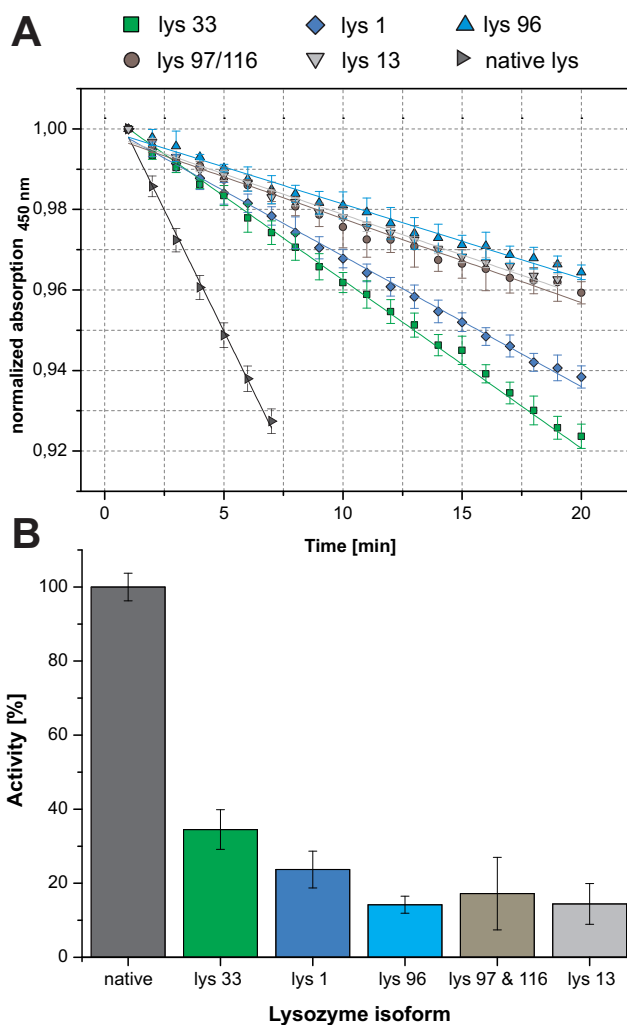 A
lys 33 lys 1 lys 96
lys 97/116 lys 13 native lys
1,00
0,98
0,96
0,94
0,92
normalized absorption 450 nm
0 5 10 15 20
Time [min]
B
100
80
60
40
20
0
Activity [%]
native lys 33 lys 1 lys 96 lys 97 & 116 lys 13
Lysozyme isoform